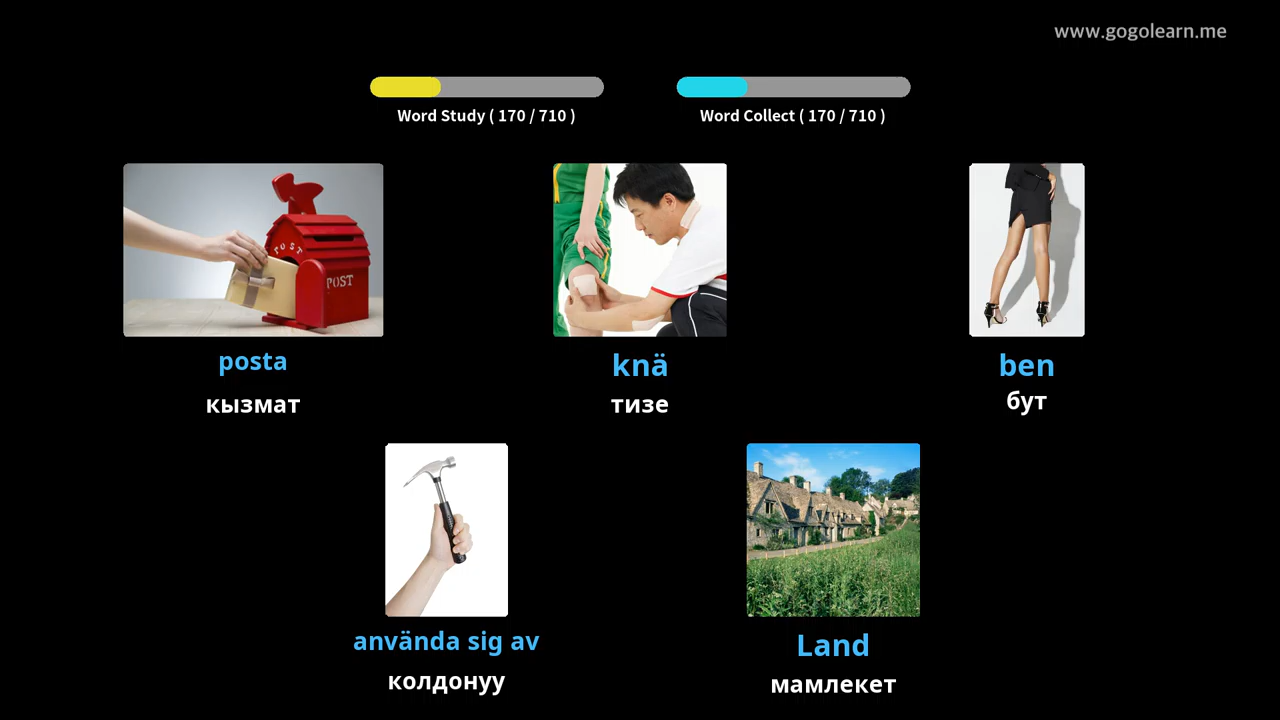 www.gogolearn.me
Word Study ( 170 / 710 )
Word Collect ( 170 / 710 )
POST
POST
posta
knä
ben
кызмат
тизе
бут
använda sig av
Land
колдонуу
мамлекет